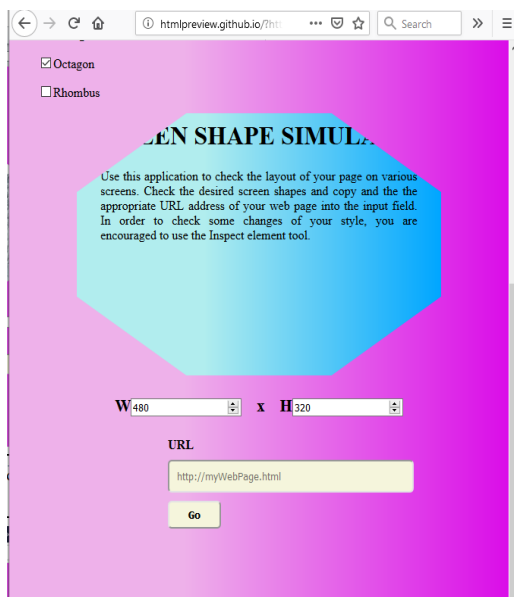 htmlpreview.github.io/?ht
Search
Octagon
Rhombus
EEN SHAPE SIMULA
Use this application to check the layout of your page on various
screens. Check the desired screen shapes and copy and the the
appropriate URL address of your web page into the input field.
In order to check some changes of your style, you are
encouraged to use the Inspect element tool.
W 480 x H 320
URL
http://myWebPage.html
Go